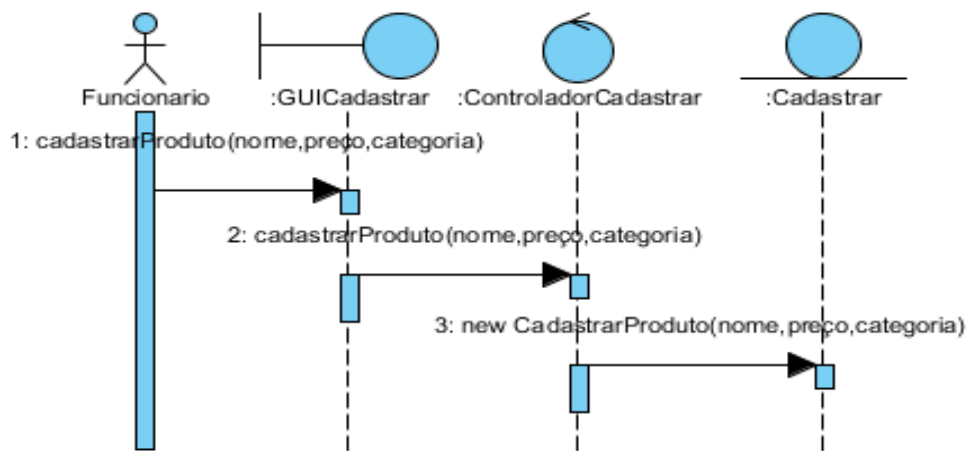 Funcionario
:GUICadastrar
:ControladorCadastrar
:Cadastrar
1: cadastrarProduto(nome,preço,categoria)
2: cadastrarProduto(nome,preço,categoria)
3: new CadastrarProduto(nome,preço,categoria)